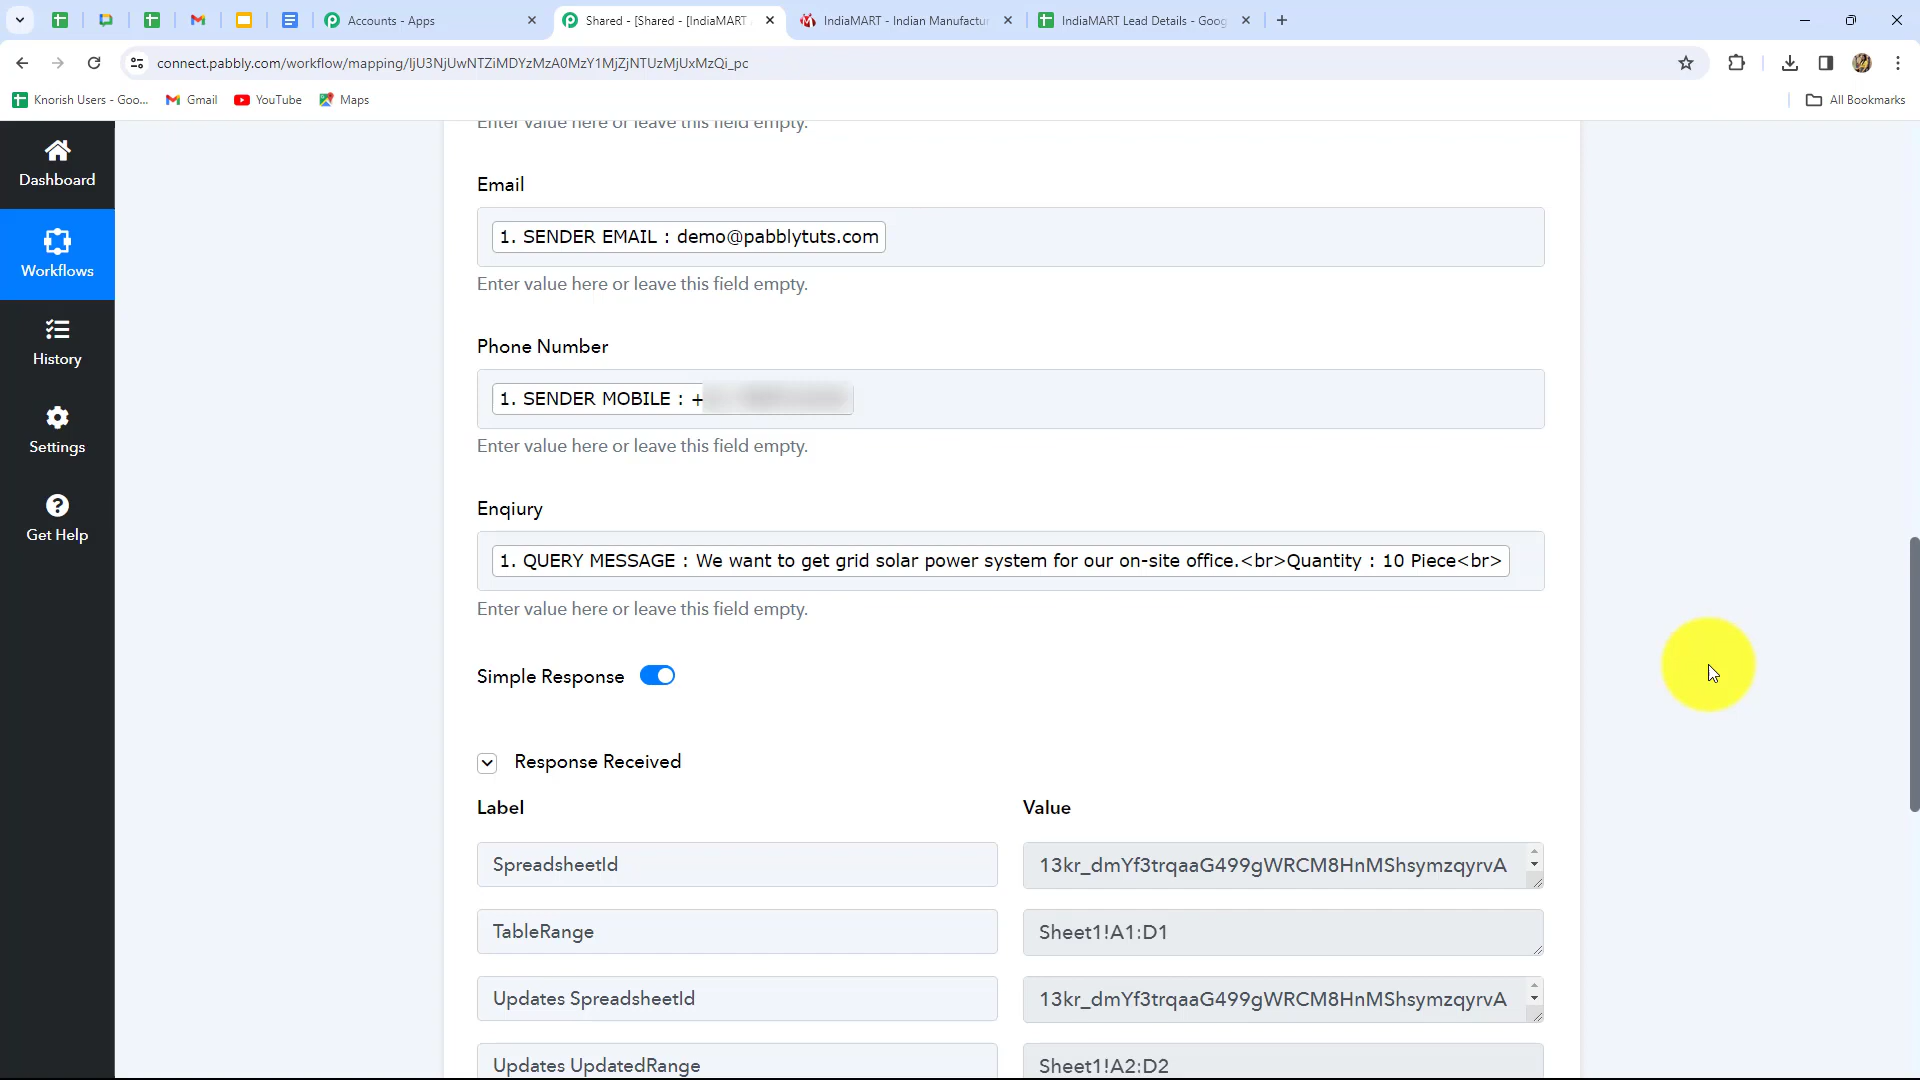 Accounts - Apps
Shared - [Shared - [IndiaMART
IndiaMART - Indian Manufactur
IndiaMART Lead Details - Goog
connect.pabbly.com/workflow/mapping/IjU3NjUwNTZiMDYzMzA0MzY1MjZjNTUzMjUxMzQi_pc
Knorish Users - Goo...
Gmail
YouTube
Maps
All Bookmarks
Enter value here or leave this field empty.
Dashboard
Workflows
History
Settings
Get Help
Email
1. SENDER EMAIL : demo@pabblytuts.com
Enter value here or leave this field empty.
Phone Number
1. SENDER MOBILE : +
Enter value here or leave this field empty.
Enqiury
1. QUERY MESSAGE : We want to get grid solar power system for our on-site office.<br>Quantity : 10 Piece<br>
Enter value here or leave this field empty.
Simple Response
Response Received
Label
Value
SpreadsheetId
13kr_dmYf3trqaaG499gWRCM8HnMShsymzqyrvA
TableRange
Sheet1!A1:D1
Updates SpreadsheetId
13kr_dmYf3trqaaG499gWRCM8HnMShsymzqyrvA
Updates UpdatedRange
Sheet1!A2:D2